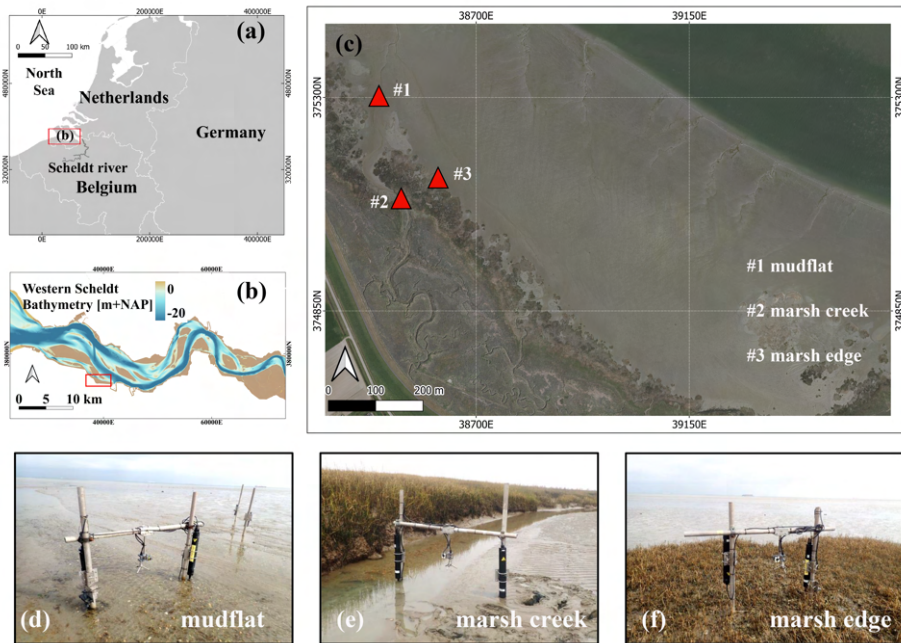 0
200000E
400000E
(a)
0 50 100 km
480000N
480000N
North
Sea
Netherlands
Germany
(b)
Scheldt river
Belgium
320000N
320000N
0
200000E
400000E
40000E
60000E
(b)
Western Scheldt
Bathymetry [m+NAP]
0
-20
380000N
380000N
0 5 10 km
40000E
60000E
38700E
39150E
(c)
#1
375300N
375300N
#3
#2
#1 mudflat
374850N
374850N
#2 marsh creek
#3 marsh edge
0 100 200 m
38700E
39150E
(d) mudflat
(e) marsh creek
(f) marsh edge